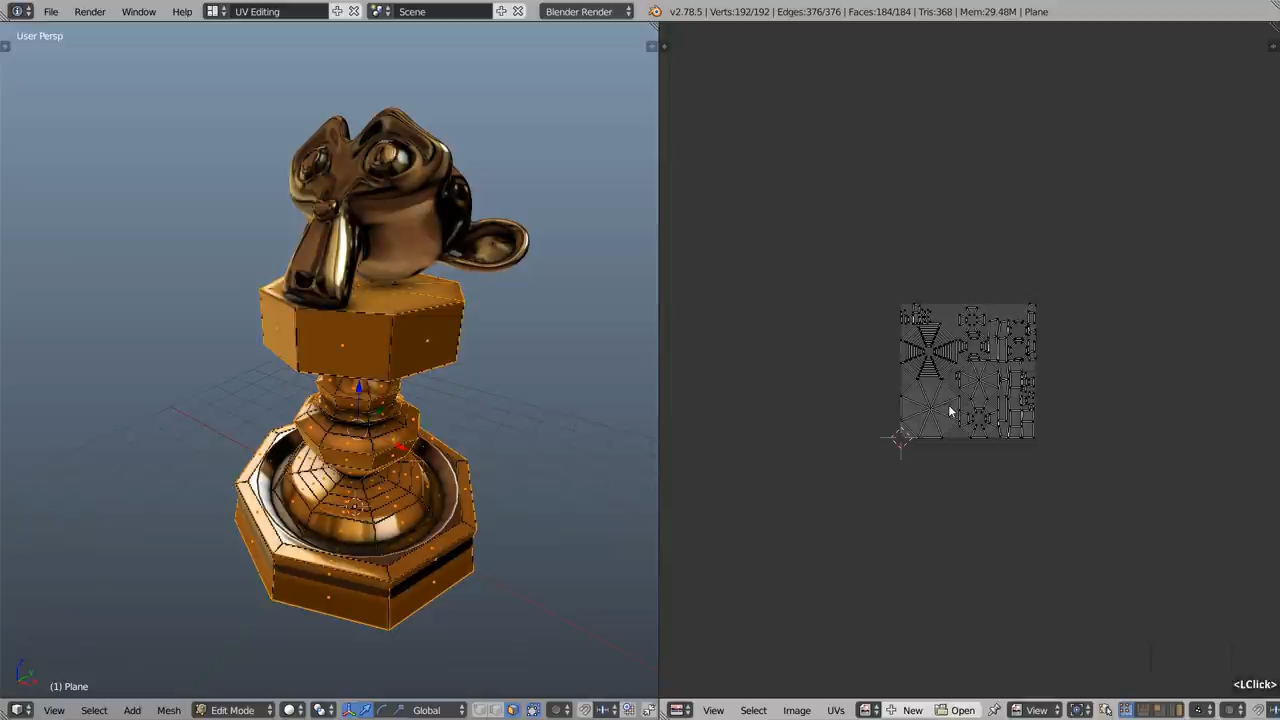 File Render Window Help UV Editing Scene Blender Render v2.78.5 | Verts:192/192 | Edges:376/376 | Faces:184/184 | Tris:368 | Mem:29.48M | Plane
User Persp
(1) Plane
<LClick>
View Select Add Mesh Edit Mode Global View Select Image UVs New Open View